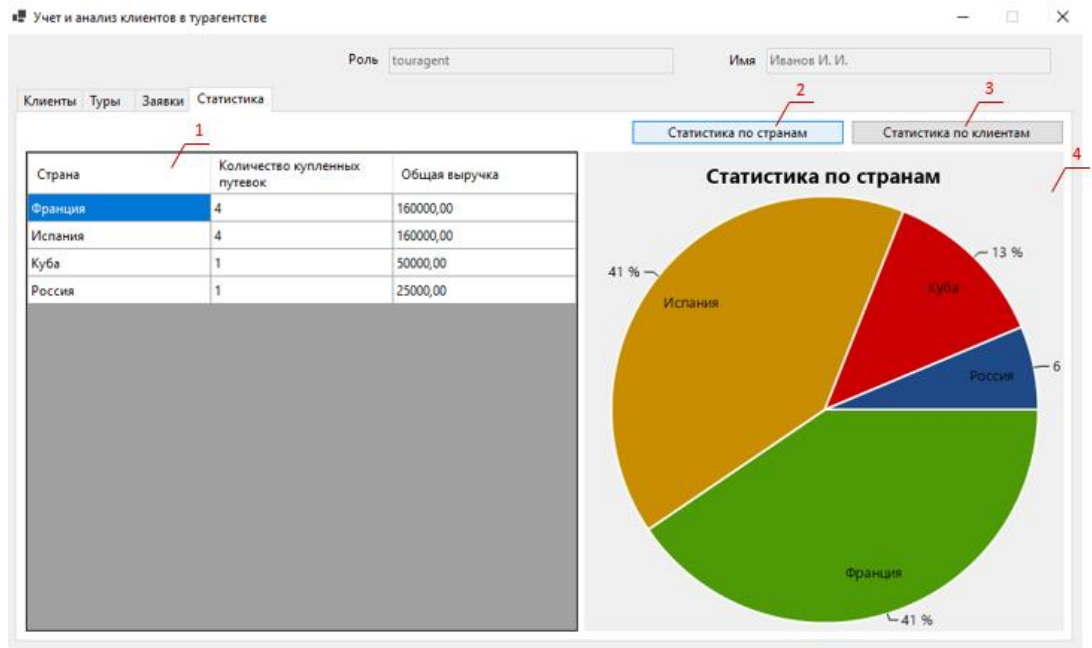 Учет и анализ клиентов в турагентстве
Роль touragent Имя Иванов И. И.
Клиенты Туры Заявки Статистика
1
2
3
4
Статистика по странам Статистика по клиентам
Страна Количество купленных путевок Общая выручка
Франция 4 160000,00
Испания 4 160000,00
Куба 1 50000,00
Россия 1 25000,00
Статистика по странам
13 %
41 %
Куба
Испания
6
Россия
Франция
41 %